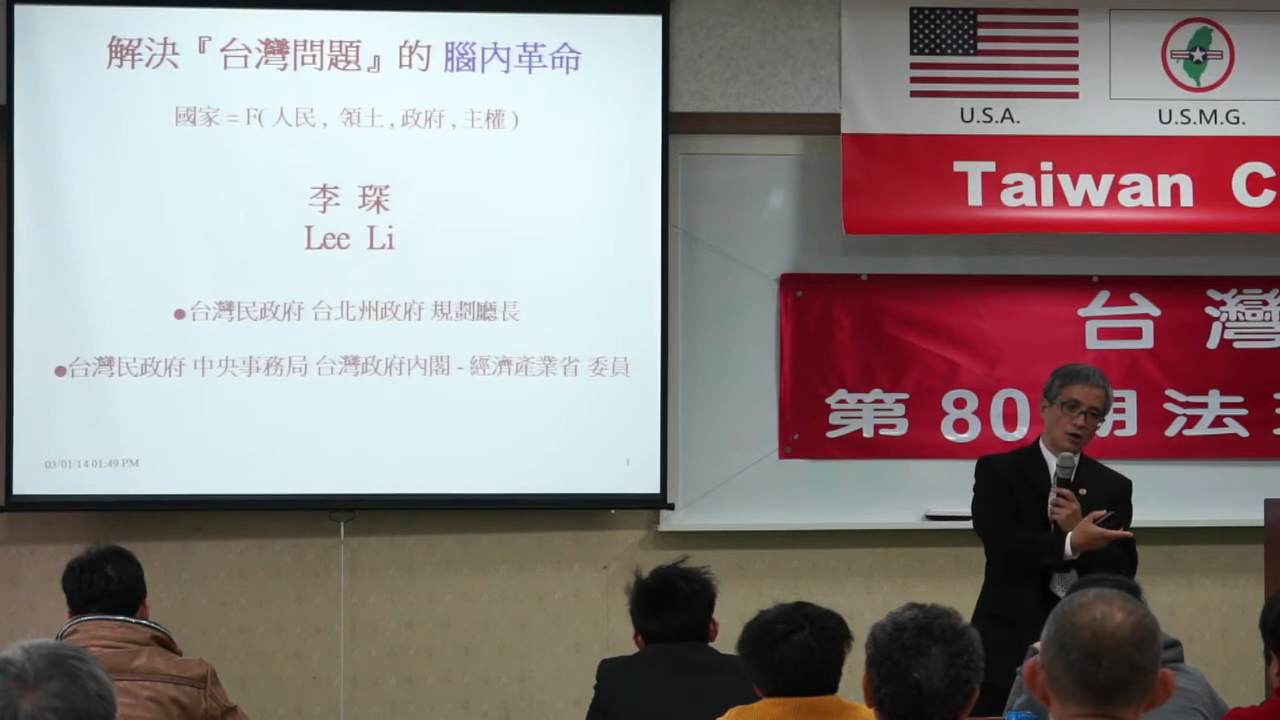 解決『台灣問題』的 腦內革命
國家 = F( 人民 , 領土 , 政府 , 主權 )
李 琛
Lee Li
●台灣民政府 台北州政府 規劃廳長
●台灣民政府 中央事務局 台灣政府內閣 - 經濟產業省 委員
03/01/14 01:49 PM
1
U.S.A.
U.S.M.G.
Taiwan C
台灣
第80期法